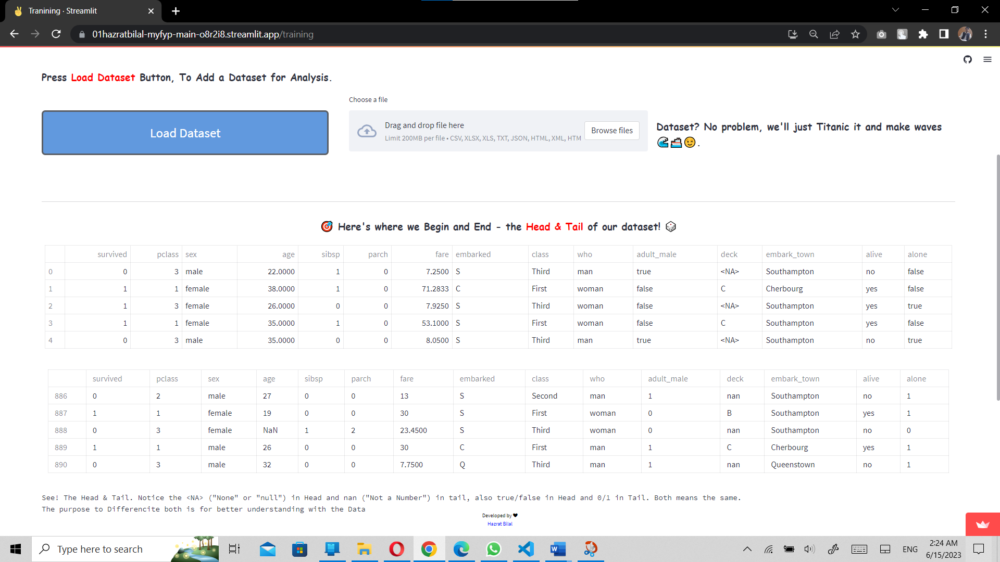 Tranining · Streamlit
01hazratbilal-myfyp-main-o8r2i8.streamlit.app/training
Press Load Dataset Button, To Add a Dataset for Analysis.
Choose a file
Load Dataset
Drag and drop file here
Limit 200MB per file • CSV, XLSX, XLS, TXT, JSON, HTML, XML, HTM
Browse files
Dataset? No problem, we'll just Titanic it and make waves
🌊🚢😉.
🎯 Here's where we Begin and End - the Head & Tail of our dataset! 🎲
survived pclass sex age sibsp parch fare embarked class who adult_male deck embark_town alive alone
0 0 3 male 22.0000 1 0 7.2500 S Third man true <NA> Southampton no false
1 1 1 female 38.0000 1 0 71.2833 C First woman false C Cherbourg yes false
2 1 3 female 26.0000 0 0 7.9250 S Third woman false <NA> Southampton yes true
3 1 1 female 35.0000 1 0 53.1000 S First woman false C Southampton yes false
4 0 3 male 35.0000 0 0 8.0500 S Third man true <NA> Southampton no true
survived pclass sex age sibsp parch fare embarked class who adult_male deck embark_town alive alone
886 0 2 male 27 0 0 13 S Second man 1 nan Southampton no 1
887 1 1 female 19 0 0 30 S First woman 0 B Southampton yes 1
888 0 3 female NaN 1 2 23.4500 S Third woman 0 nan Southampton no 0
889 1 1 male 26 0 0 30 C First man 1 C Cherbourg yes 1
890 0 3 male 32 0 0 7.7500 Q Third man 1 nan Queenstown no 1
See! The Head & Tail. Notice the <NA> ("None" or "null") in Head and nan ("Not a Number") in tail, also true/false in Head and 0/1 in Tail. Both means the same.
The purpose to Differencite both is for better understanding with the Data
Developed by ❤
Hazrat Bilal
Type here to search
ENG
2:24 AM
6/15/2023